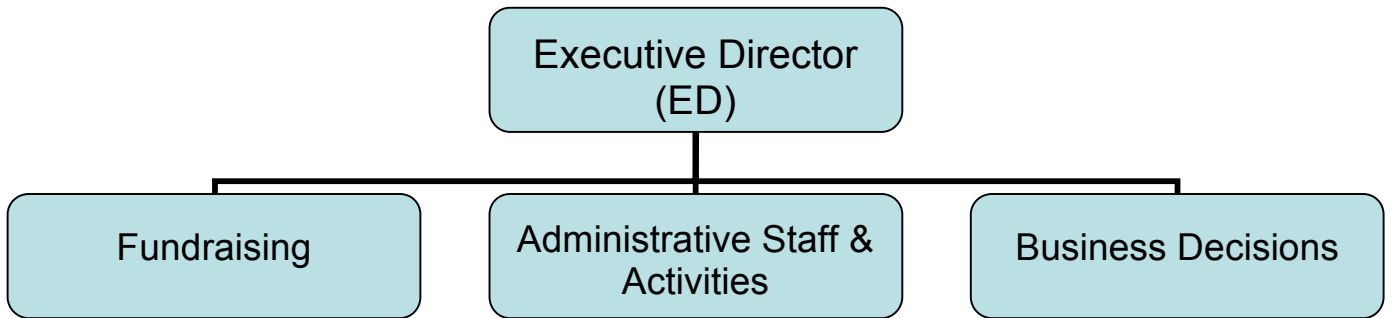 Executive Director
(ED)
Fundraising
Administrative Staff &
Activities
Business Decisions